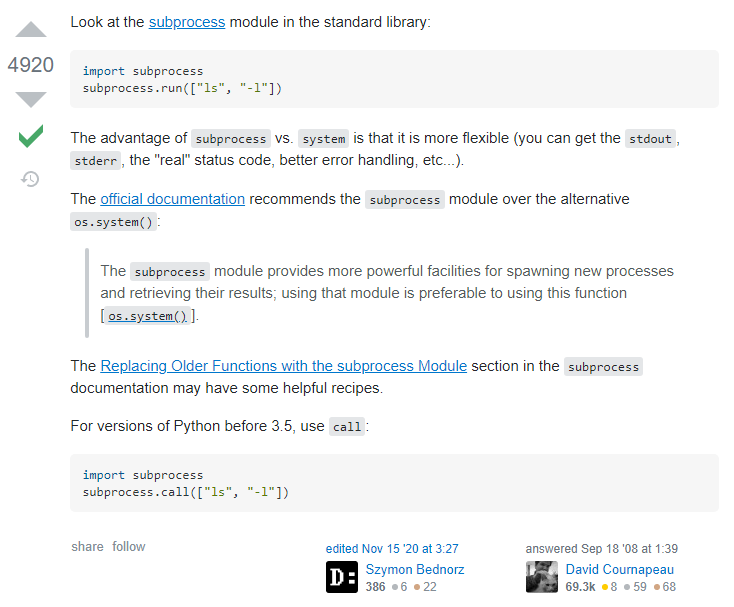 Look at the subprocess module in the standard library:
4920
import subprocess
subprocess.run(["ls", "-l"])
The advantage of subprocess vs. system is that it is more flexible (you can get the stdout,
stderr, the "real" status code, better error handling, etc...).
The official documentation recommends the subprocess module over the alternative
os.system():
The subprocess module provides more powerful facilities for spawning new processes
and retrieving their results; using that module is preferable to using this function
[os.system()].
The Replacing Older Functions with the subprocess Module section in the subprocess
documentation may have some helpful recipes.
For versions of Python before 3.5, use call:
import subprocess
subprocess.call(["ls", "-l"])
share follow
edited Nov 15 '20 at 3:27
D:
Szymon Bednorz
386 ●6 ●22
answered Sep 18 '08 at 1:39
David Cournapeau
69.3k ●8 ●59 ●68